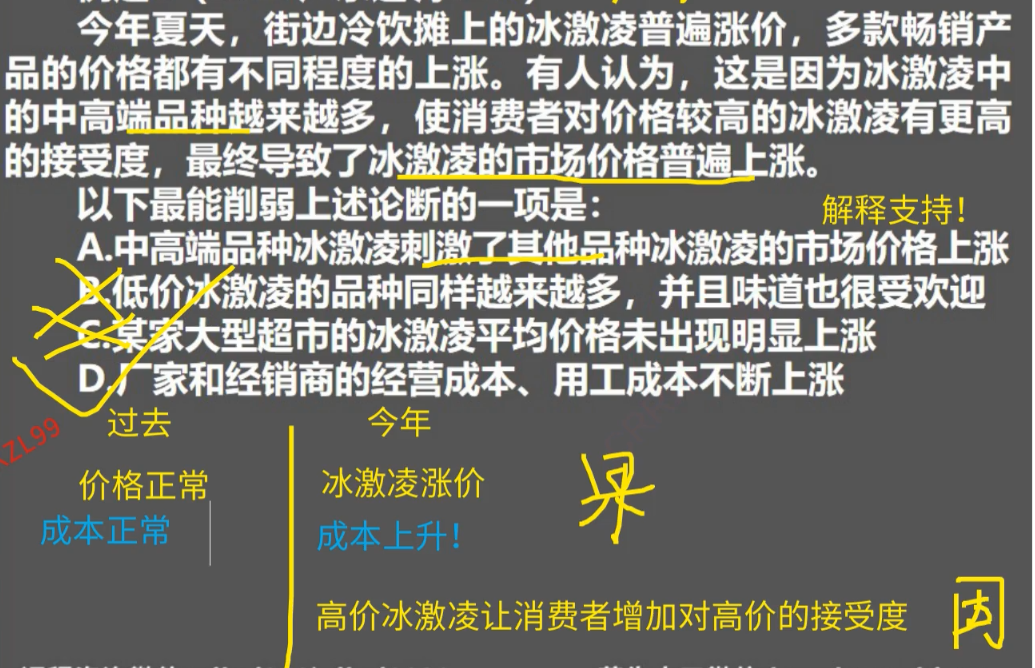 今年夏天，街边冷饮摊上的冰激凌普遍涨价，多款畅销产
品的价格都有不同程度的上涨。有人认为，这是因为冰激凌中
的中高端品种越来越多，使消费者对价格较高的冰激凌有更高
的接受度，最终导致了冰激凌的市场价格普遍上涨。
以下最能削弱上述论断的一项是：
解释支持！
A.中高端品种冰激凌刺激了其他品种冰激凌的市场价格上涨
B.低价冰激凌的品种同样越来越多，并且味道也很受欢迎
C.某家大型超市的冰激凌平均价格未出现明显上涨
D.厂家和经销商的经营成本、用工成本不断上涨
过去
今年
ZL99
价格正常
冰激凌涨价
果
成本正常
成本上升！
高价冰激凌让消费者增加对高价的接受度
因